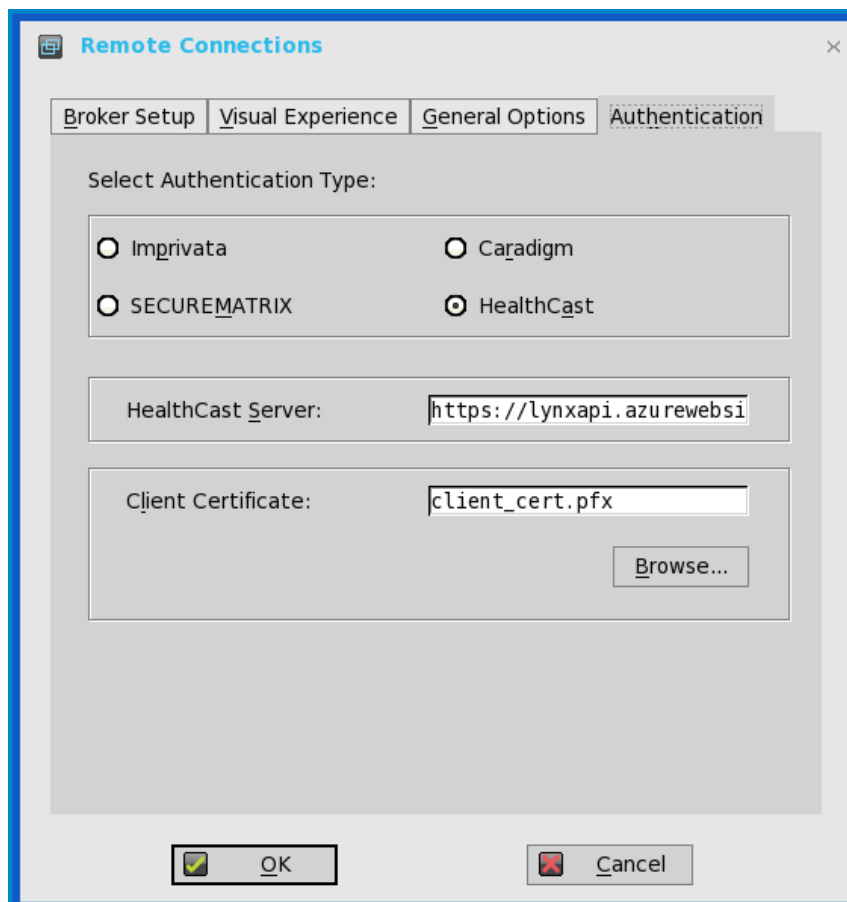 Remote Connections
Broker Setup Visual Experience General Options Authentication
Select Authentication Type:
Imprivata Caradigm
SECUREMATRIX HealthCast
HealthCast Server: https://lynxapi.azurewebsi
Client Certificate: client_cert.pfx
Browse...
OK Cancel